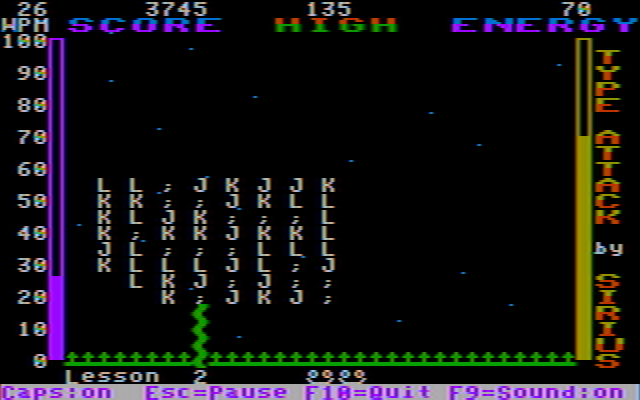 26 3745 135 70
WPM SCORE HIGH ENERGY
100
90
80
70
60
50
40
30
20
10
0
L L ; J K J J K
K K ; ; K J L L
K L J K ; ; ; L
K ; K K J K L L
J L ; ; ; L L L
K L L L J L ; J
L K J ; J ; J
K ; J K J ;
TYPE ATTACK by SIRIUS
Lesson 2
Caps:on Esc=Pause F10=Quit F9=Sound:on